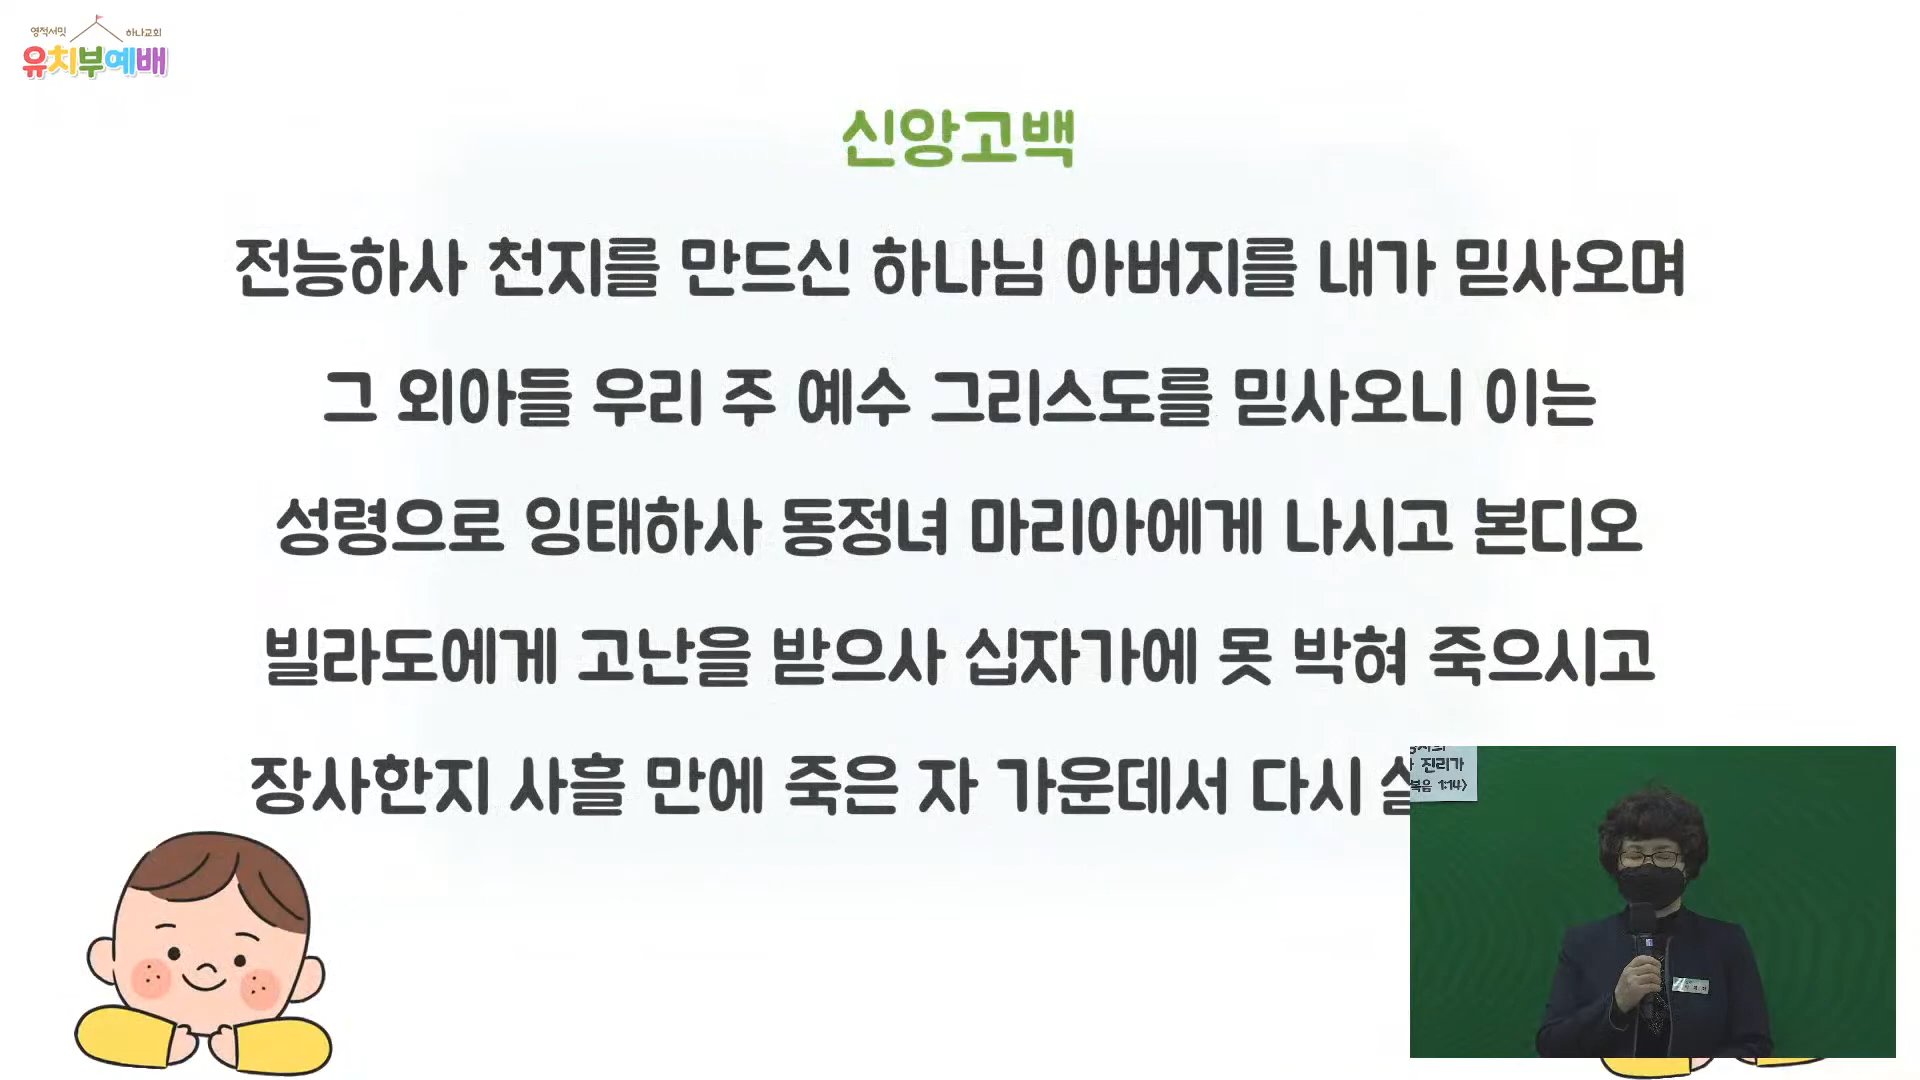 영적서밋 하나교회
유치부예배
신앙고백
전능하사 천지를 만드신 하나님 아버지를 내가 믿사오며
그 외아들 우리 주 예수 그리스도를 믿사오니 이는
성령으로 잉태하사 동정녀 마리아에게 나시고 본디오
빌라도에게 고난을 받으사 십자가에 못 박혀 죽으시고
장사한지 사흘 만에 죽은 자 가운데서 다시
진리가
1:14)